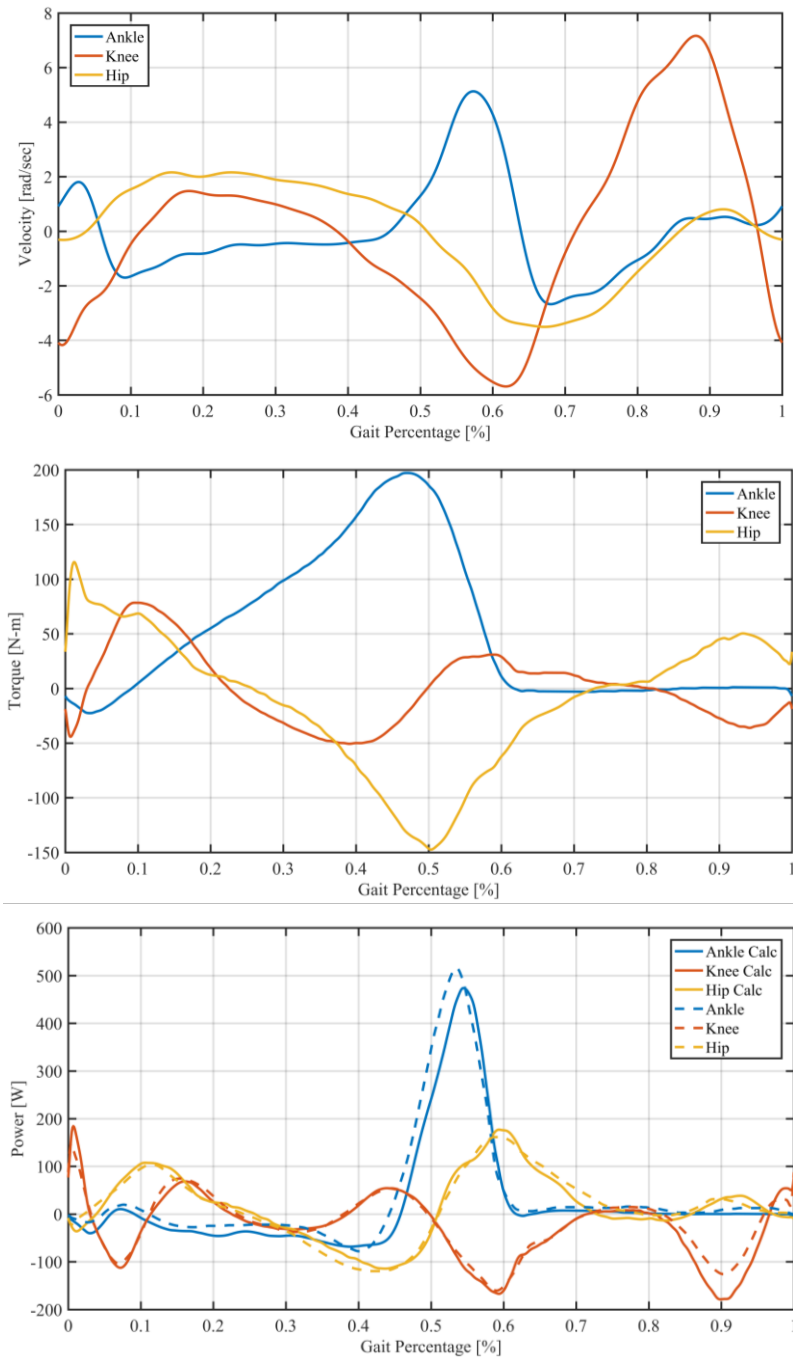 8
6
4
2
0
-2
-4
-6
Velocity [rad/sec]
Ankle
Knee
Hip
0 0.1 0.2 0.3 0.4 0.5 0.6 0.7 0.8 0.9 1
Gait Percentage [%]
200
150
100
50
0
-50
-100
-150
Torque [N-m]
Ankle
Knee
Hip
0 0.1 0.2 0.3 0.4 0.5 0.6 0.7 0.8 0.9 1
Gait Percentage [%]
600
500
400
300
200
100
0
-100
-200
Power [W]
Ankle Calc
Knee Calc
Hip Calc
Ankle
Knee
Hip
0 0.1 0.2 0.3 0.4 0.5 0.6 0.7 0.8 0.9 1
Gait Percentage [%]